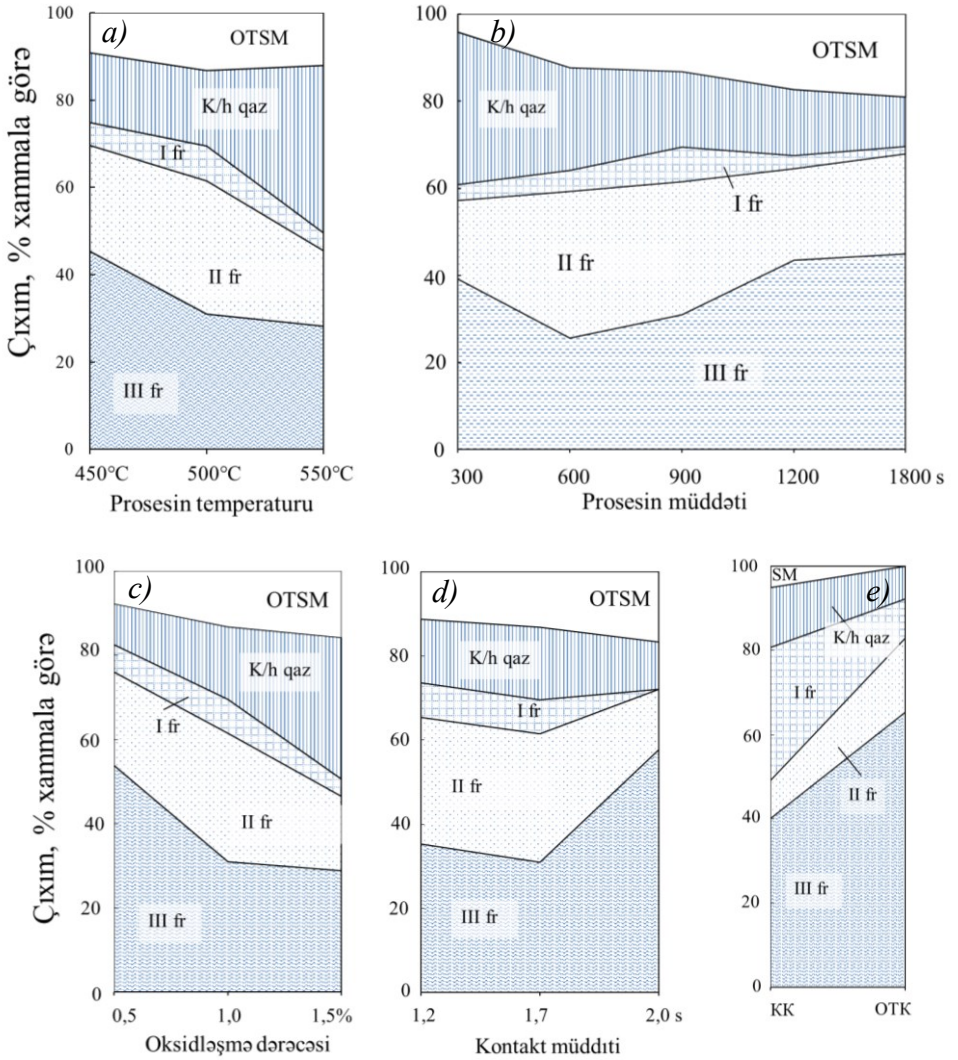 Çıxım, % xammala görə
a)
100
80
60
40
20
0
OTSM
K/h qaz
I fr
II fr
III fr
450°C
500°C
550°C
Prosesin temperaturu
b)
100
80
60
40
20
0
OTSM
K/h qaz
I fr
II fr
III fr
300
600
900
1200
1800 s
Prosesin müddəti
Çıxım, % xammala görə
c)
100
80
60
40
20
0
OTSM
K/h qaz
I fr
II fr
III fr
0,5
1,0
1,5%
Oksidləşmə dərəcəsi
d)
100
80
60
40
20
0
OTSM
K/h qaz
I fr
II fr
III fr
1,2
1,7
2,0 s
Kontakt müddıti
e)
100
80
60
40
20
0
SM
K/h qaz
I fr
II fr
III fr
KK
OTK